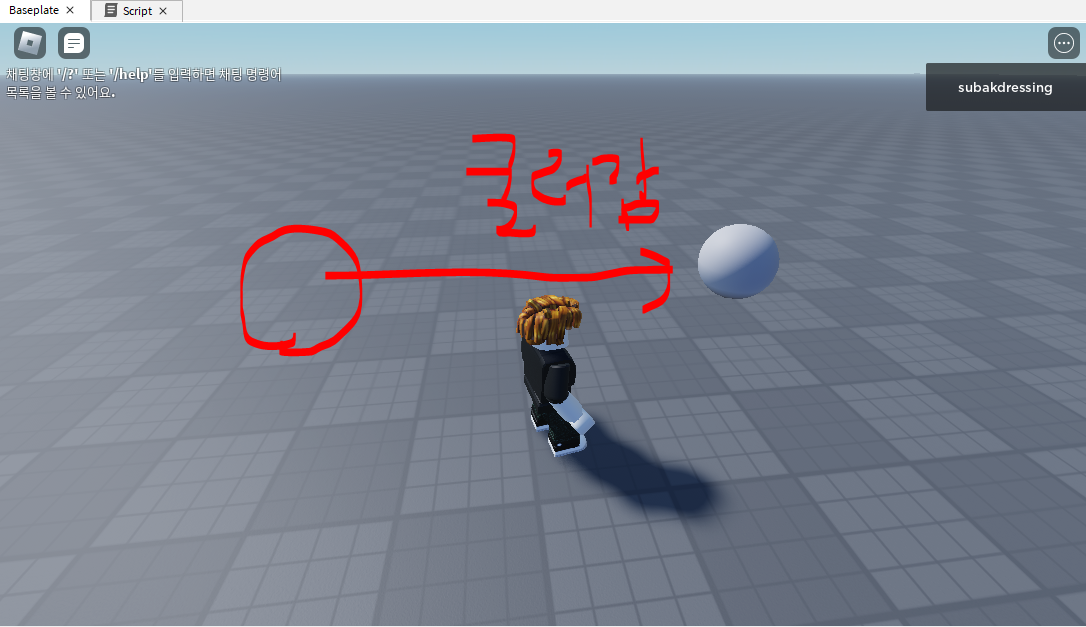 Baseplate
Script
채팅창에 '/?' 또는 '/help'를 입력하면 채팅 명령어
목록을 볼 수 있어요.
subakdressing
굴러감